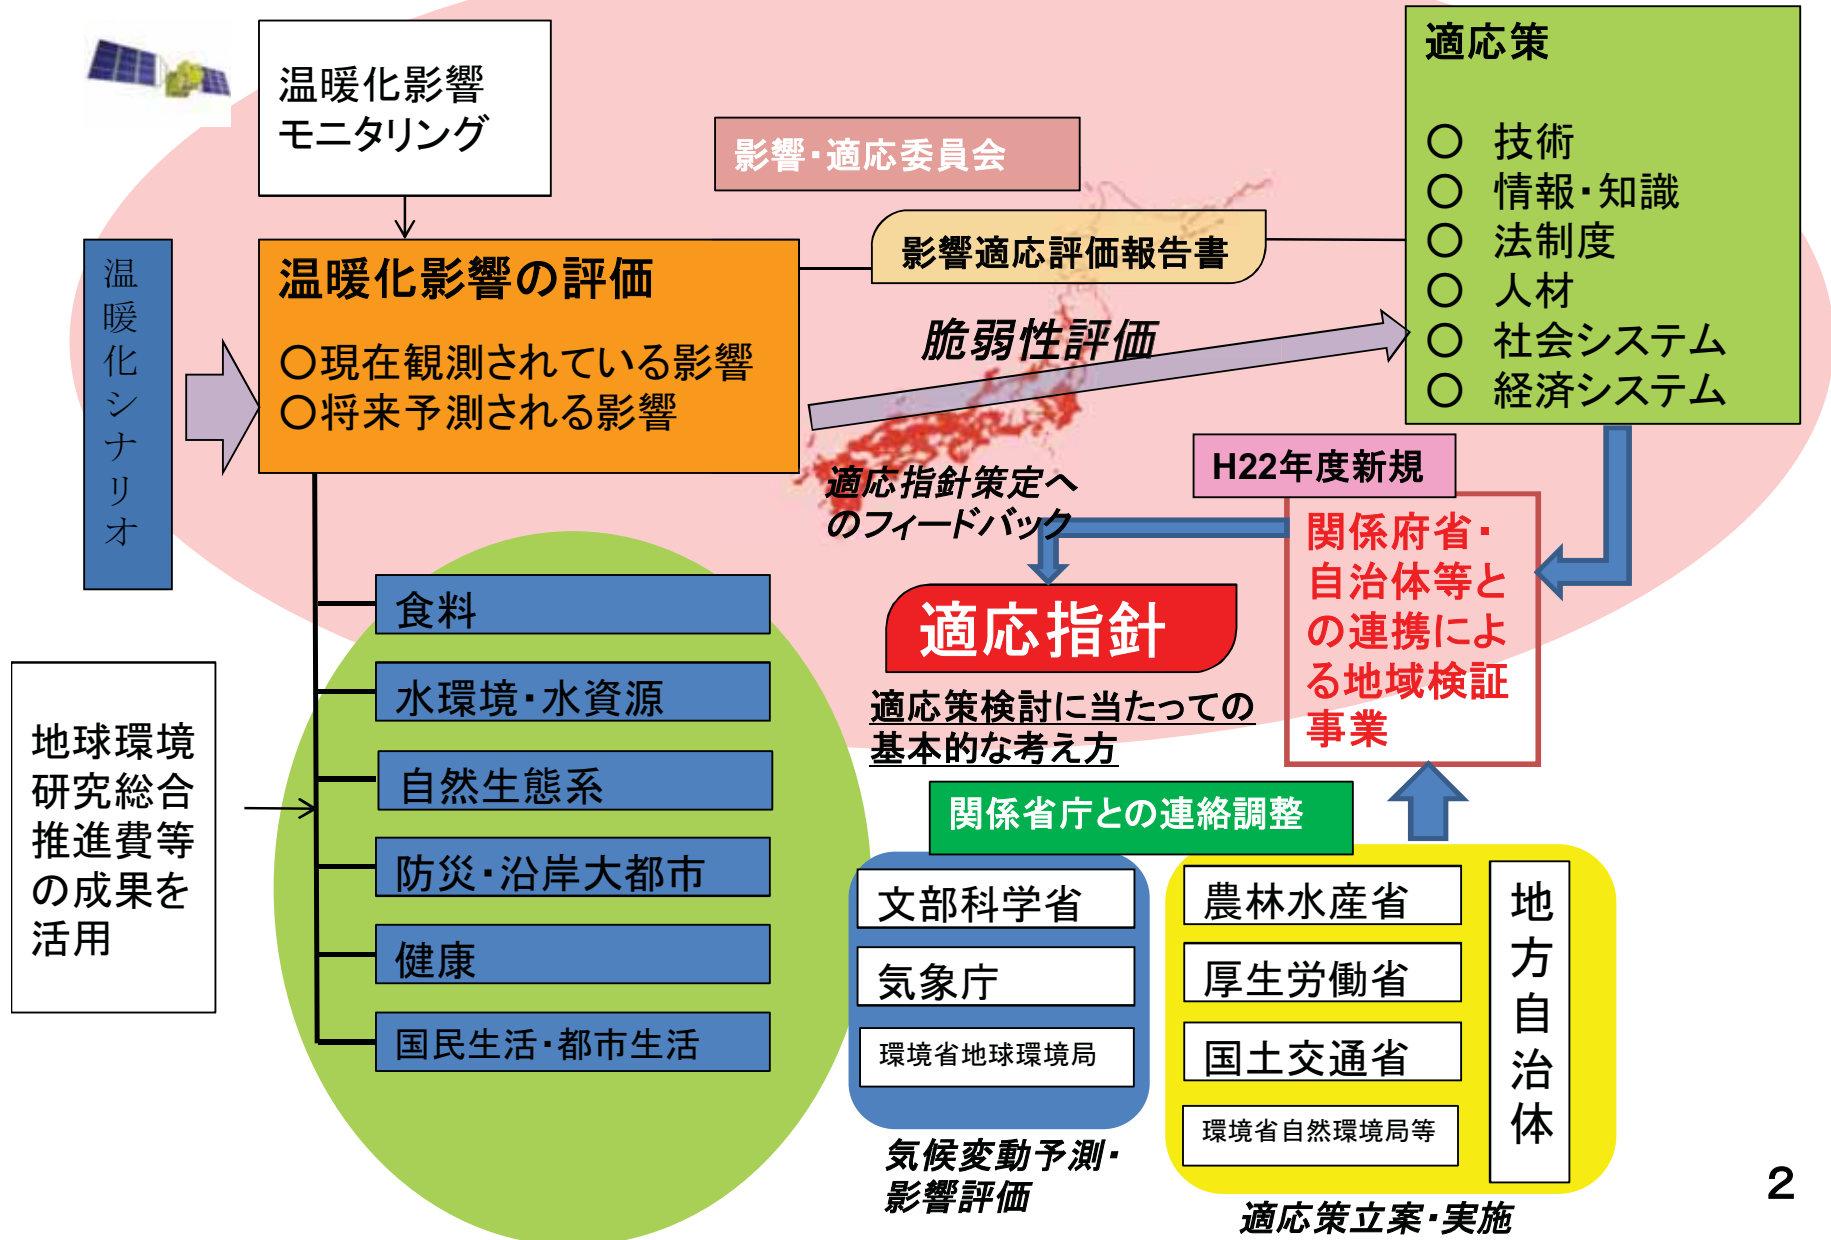 温暖化影響
モニタリング
影響・適応委員会
影響適応評価報告書
適応策
○ 技術
○ 情報・知識
○ 法制度
○ 人材
○ 社会システム
○ 経済システム
温暖化シナリオ
温暖化影響の評価
○現在観測されている影響
○将来予測される影響
脆弱性評価
適応指針策定へ
のフィードバック
H22年度新規
関係府省・
自治体等と
の連携によ
る地域検証
事業
適応指針
適応策検討に当たっての
基本的な考え方
地球環境
研究総合
推進費等
の成果を
活用
食料
水環境・水資源
自然生態系
防災・沿岸大都市
健康
国民生活・都市生活
関係省庁との連絡調整
文部科学省
気象庁
環境省地球環境局
気候変動予測・
影響評価
農林水産省
厚生労働省
国土交通省
環境省自然環境局等
地方自治体
適応策立案・実施
2